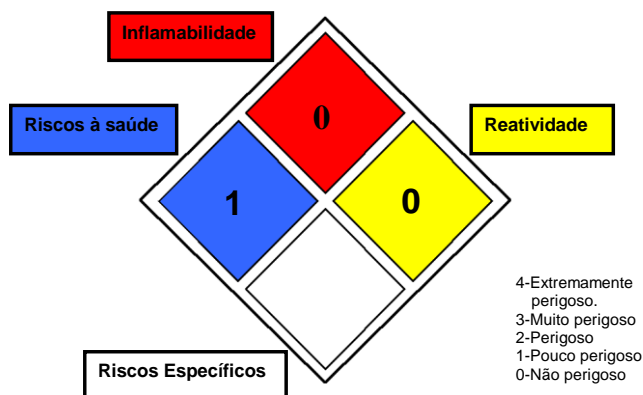 Inflamabilidade
0
Riscos à saúde
Reatividade
1
0
4-Extremamente
perigoso.
3-Muito perigoso
2-Perigoso
1-Pouco perigoso
0-Não perigoso
Riscos Específicos